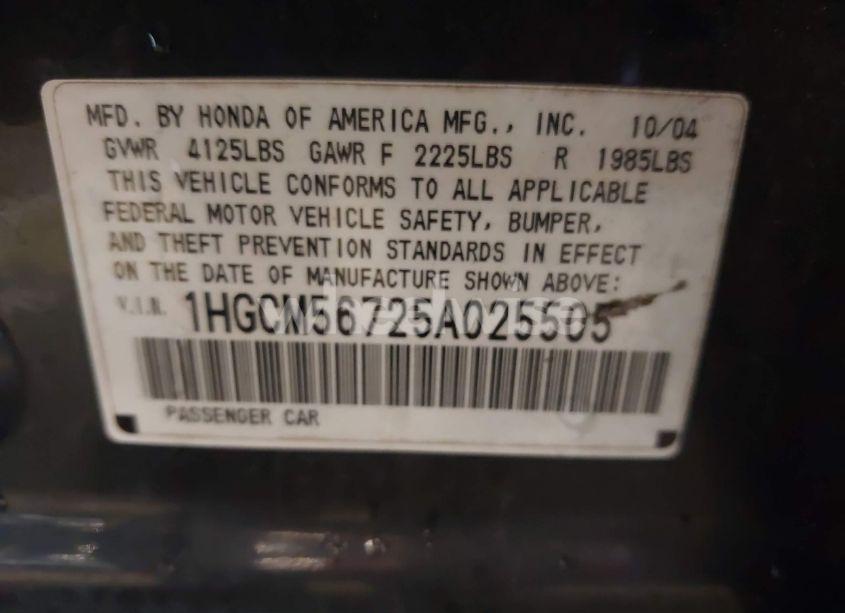 MFD. BY HONDA OF AMERICA MFG., INC. 10/04
GVWR 4125LBS GAWR F 2225LBS R 1985LBS
THIS VEHICLE CONFORMS TO ALL APPLICABLE
FEDERAL MOTOR VEHICLE SAFETY, BUMPER,
AND THEFT PREVENTION STANDARDS IN EFFECT
ON THE DATE OF MANUFACTURE SHOWN ABOVE:
V.I.N. 1HGCM56725A025505
PASSENGER CAR